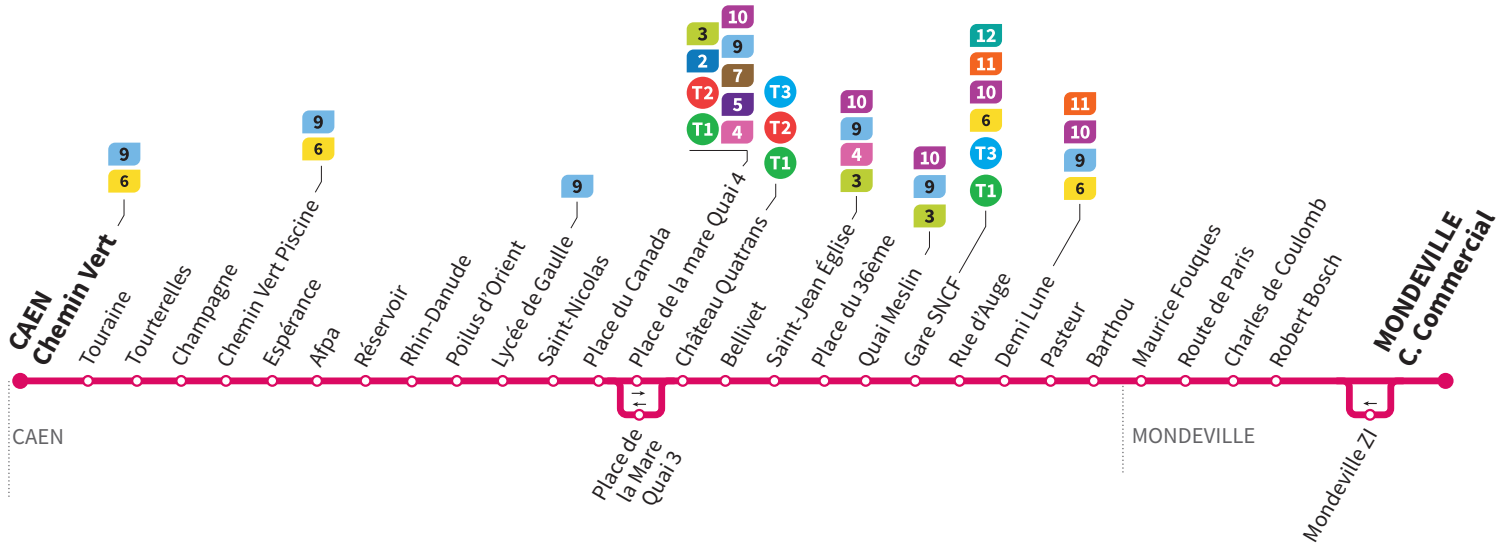 9
6
CAEN
Chemin Vert
Touraine
Tourterelles
Champagne
9
6
Chemin Vert Piscine
Espérance
Afpa
Réservoir
Rhin-Danude
Poilus d’Orient
9
Lycée de Gaulle
Saint-Nicolas
Place du Canada
3
2
T2
T1
10
9
7
5
4
Place de la mare Quai 4
T3
T2
T1
Château Quatrans
Bellivet
10
9
4
3
Saint-Jean Église
Place du 36ème
10
9
3
Quai Meslin
12
11
10
6
T3
T1
Gare SNCF
Rue d’Auge
11
10
9
6
Demi Lune
Pasteur
Barthou
Maurice Fouques
Route de Paris
Charles de Coulomb
Robert Bosch
MONDEVILLE
C. Commercial
→
←
←
CAEN
Place de
la Mare
Quai 3
MONDEVILLE
Mondeville ZI